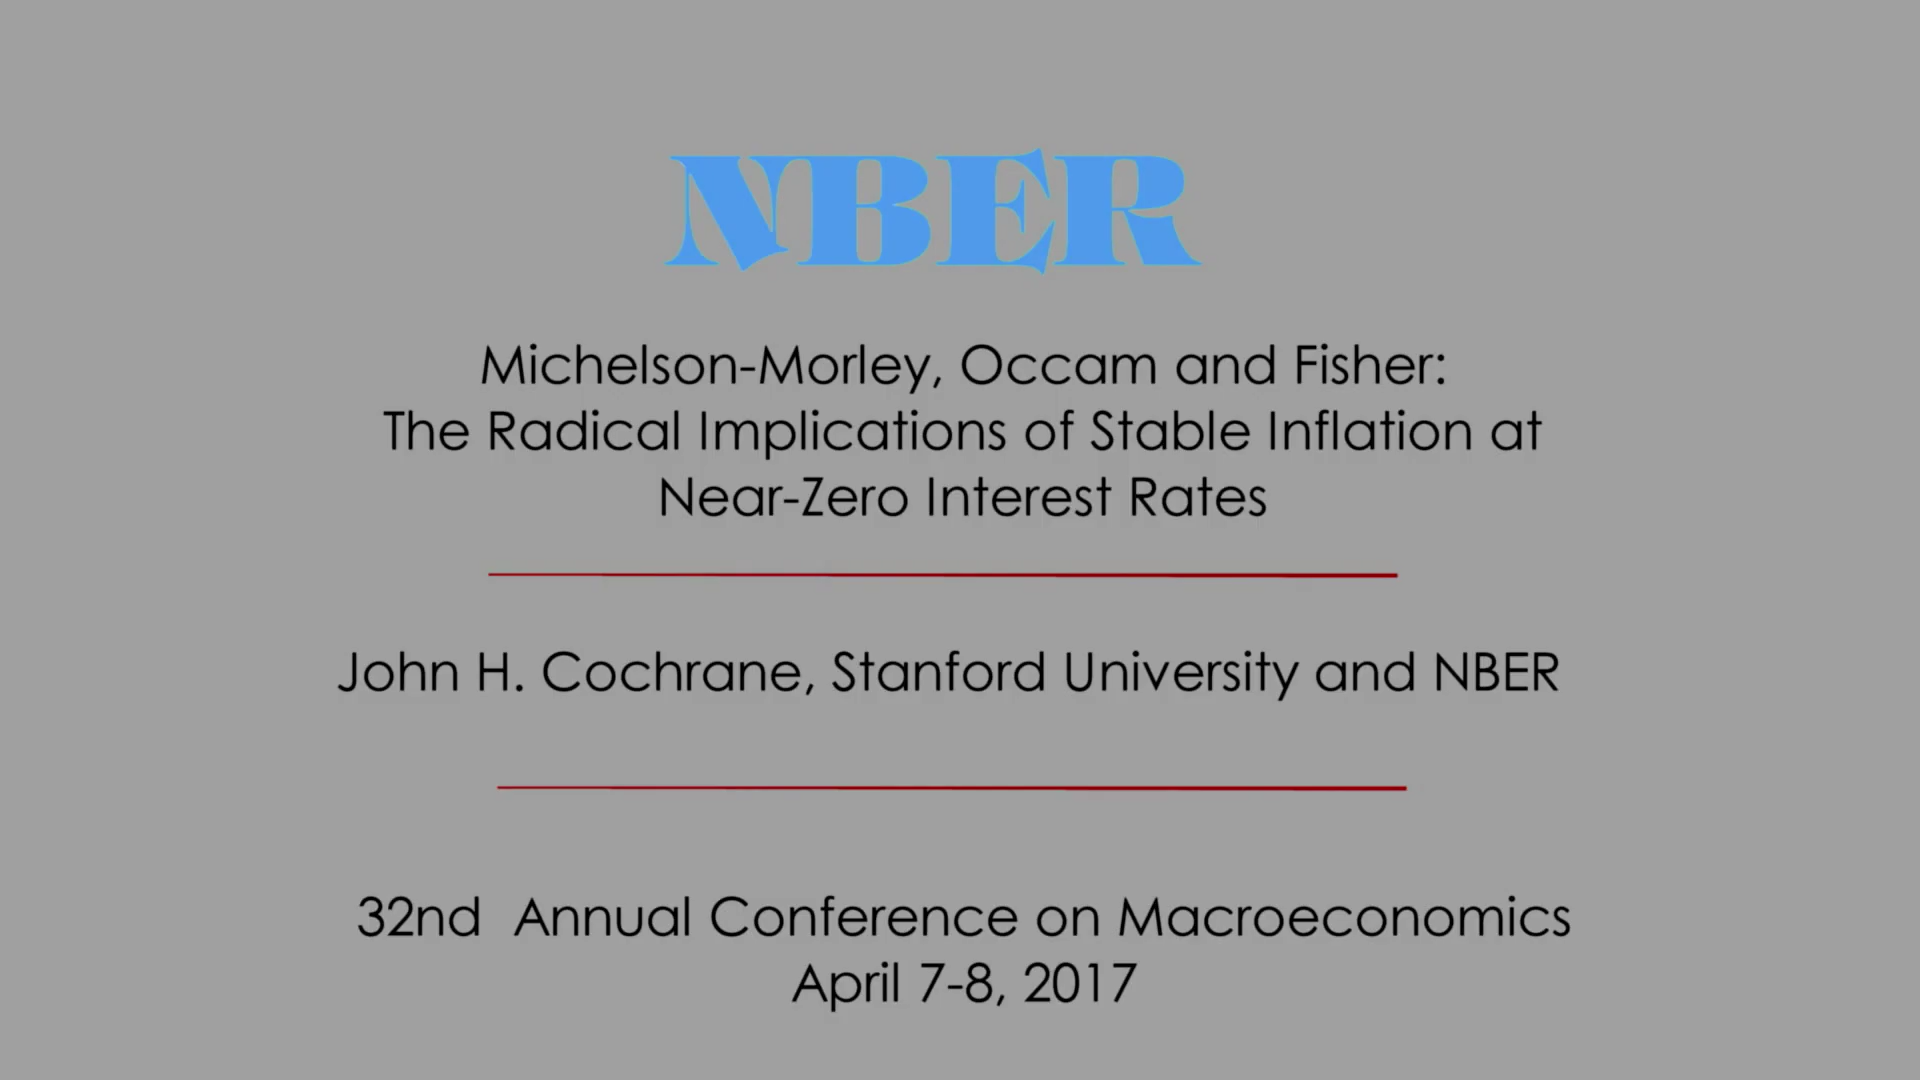 NBER
Michelson-Morley, Occam and Fisher:
The Radical Implications of Stable Inflation at
Near-Zero Interest Rates
John H. Cochrane, Stanford University and NBER
32nd  Annual Conference on Macroeconomics
April 7-8, 2017